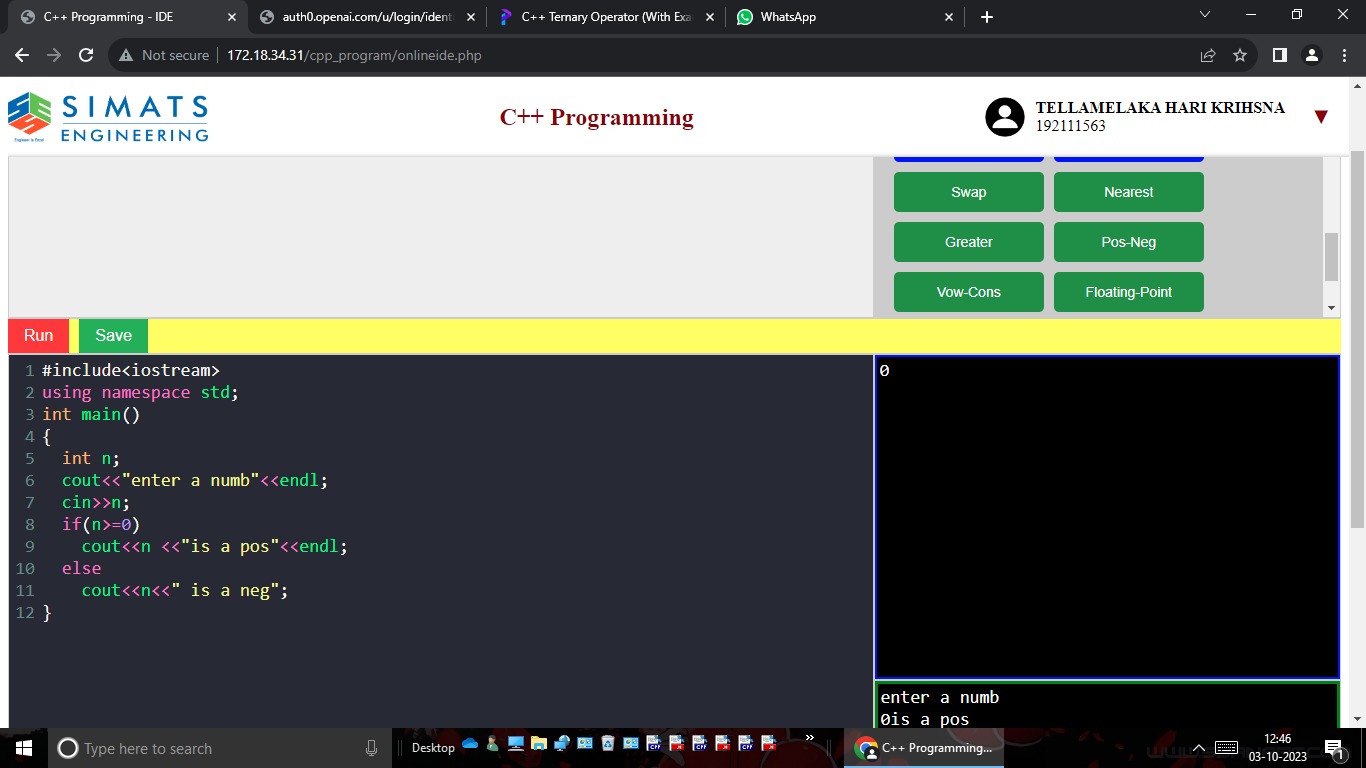 C++ Programming - IDE
auth0.openai.com/u/login/identi
C++ Ternary Operator (With Exa
WhatsApp
Not secure
172.18.34.31/cpp_program/onlineide.php
SIMATS
ENGINEERING
Engineer to Excel
C++ Programming
TELLAMELAKA HARI KRIHSNA
192111563
Swap
Nearest
Greater
Pos-Neg
Vow-Cons
Floating-Point
Run
Save
1 #include<iostream>
2 using namespace std;
3 int main()
4 {
5 int n;
6 cout<<"enter a numb"<<endl;
7 cin>>n;
8 if(n>=0)
9 cout<<n <<"is a pos"<<endl;
10 else
11 cout<<n<<" is a neg";
12 }
0
enter a numb
0is a pos
Type here to search
Desktop
C++ Programming...
12:46
03-10-2023
1